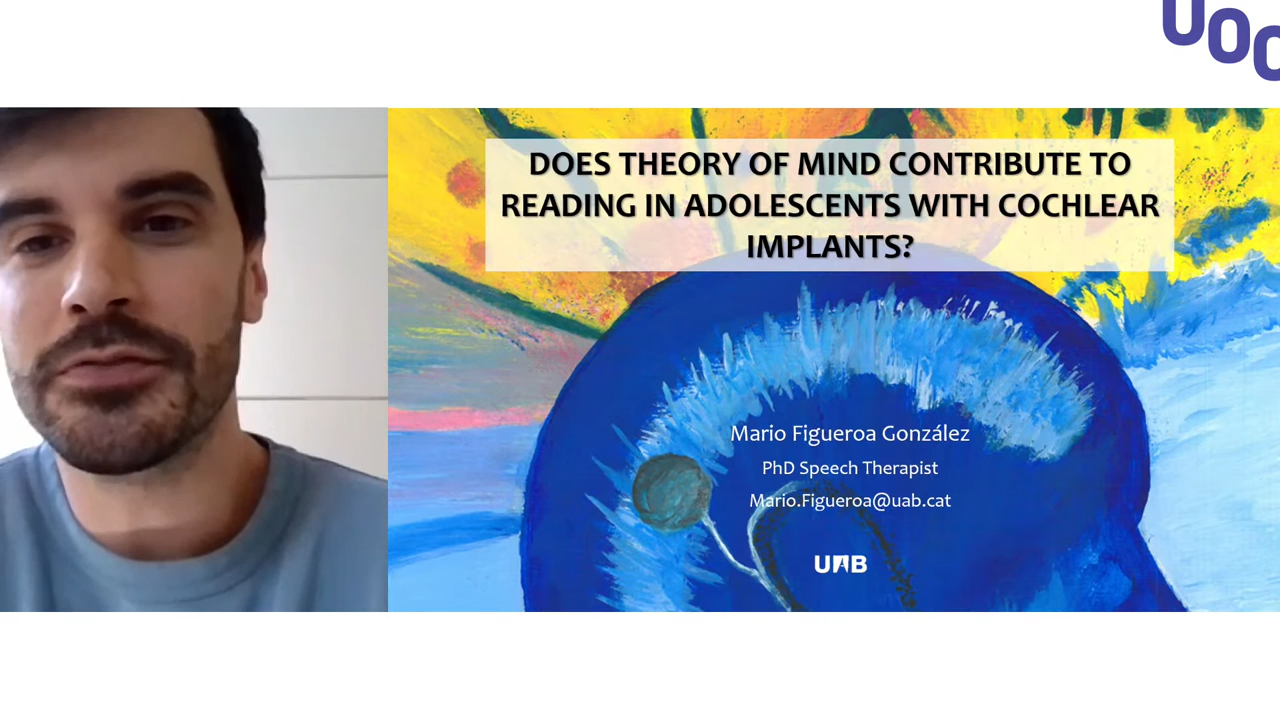 UOC
DOES THEORY OF MIND CONTRIBUTE TO
READING IN ADOLESCENTS WITH COCHLEAR
IMPLANTS?
Mario Figueroa González
PhD Speech Therapist
Mario.Figueroa@uab.cat
UAB